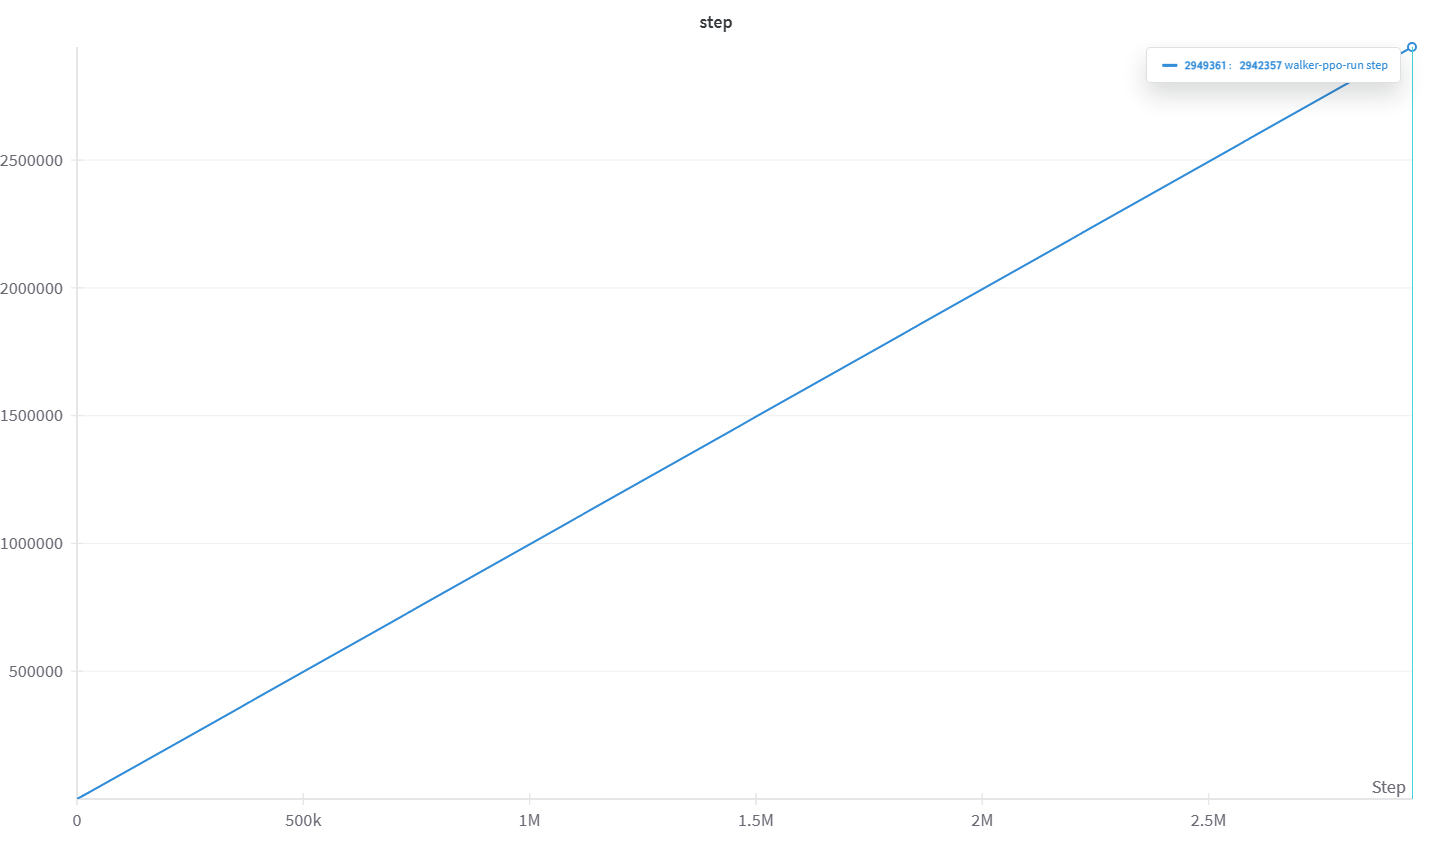 step
2949361 : 2942357 walker-ppo-run step
2500000
2000000
1500000
1000000
500000
Step
0 500k 1M 1.5M 2M 2.5M